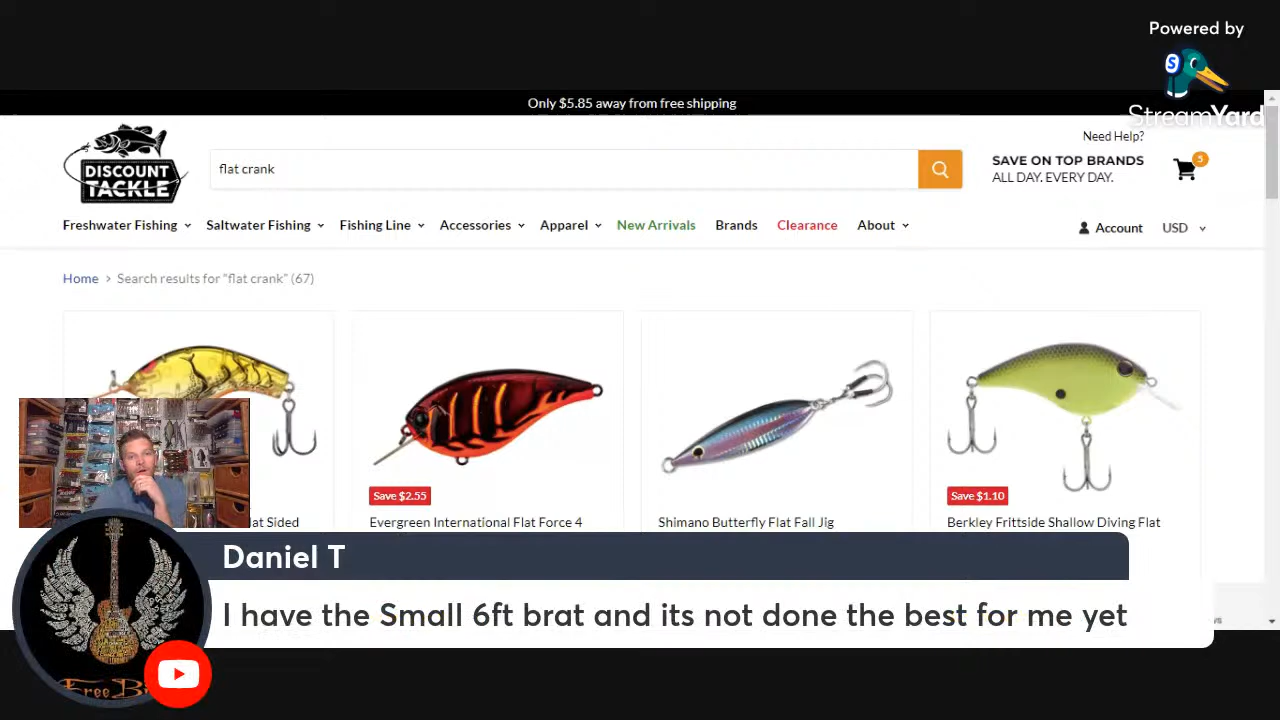 Powered by
StreamYard
Only $5.85 away from free shipping
Need Help?
DISCOUNT
TACKLE
flat crank
SAVE ON TOP BRANDS
ALL DAY. EVERY DAY.
Freshwater Fishing
Saltwater Fishing
Fishing Line
Accessories
Apparel
New Arrivals
Brands
Clearance
About
Account
USD
Home > Search results for "flat crank" (67)
Save $2.55
Save $1.10
Flat Sided
Evergreen International Flat Force 4
Shimano Butterfly Flat Fall Jig
Berkley Frittside Shallow Diving Flat
Daniel T
I have the Small 6ft brat and its not done the best for me yet